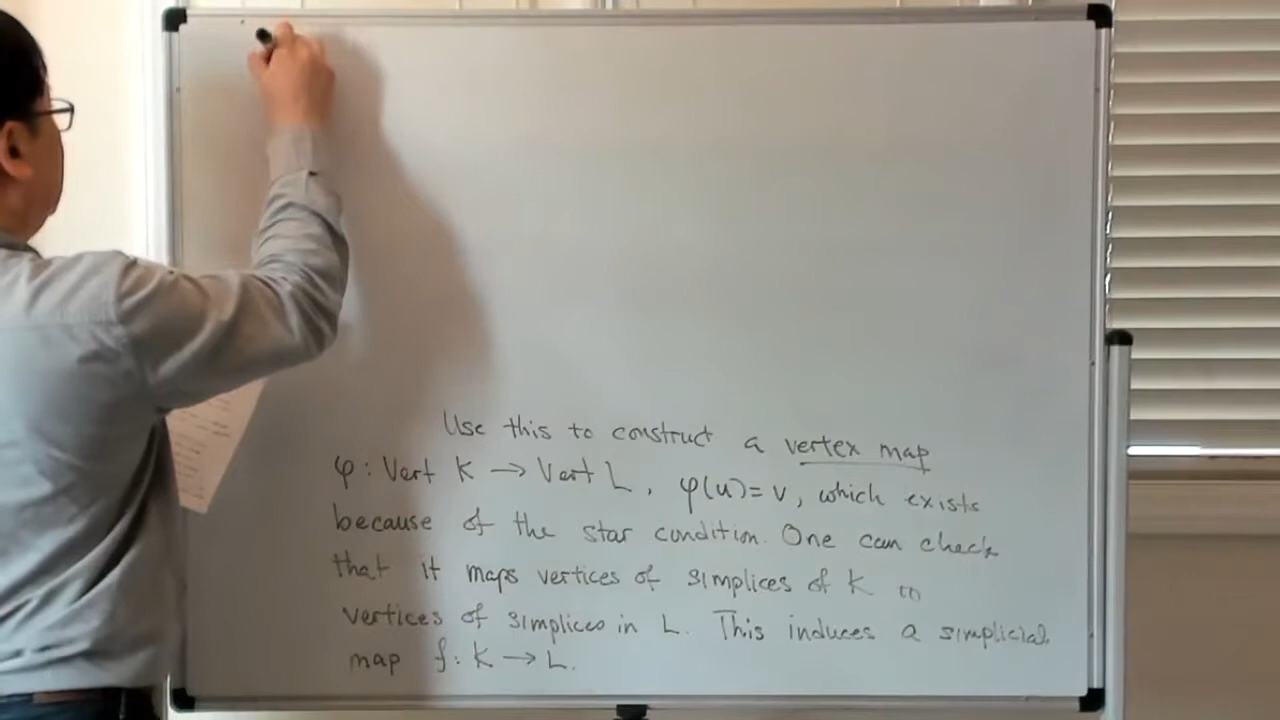 Use this to construct a vertex map
φ: Vert K → Vert L, φ(u)=v, which exists
because of the star condition. One can check
that it maps vertices of simplices of K to
vertices of simplices in L. This induces a simplicial
map f: K → L.